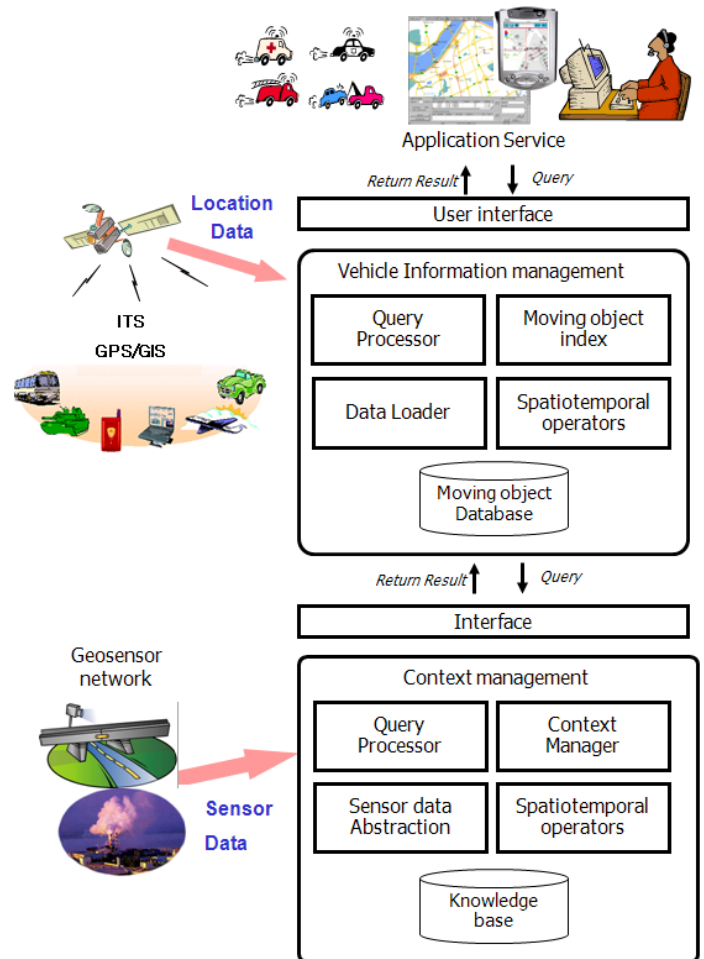 Application Service
Return Result
Query
User interface
Location
Data
Vehicle Information management
Query
Processor
Moving object
index
Data Loader
Spatiotemporal
operators
Moving object
Database
ITS
GPS/GIS
Return Result
Query
Interface
Geosensor
network
Context management
Query
Processor
Context
Manager
Sensor data
Abstraction
Spatiotemporal
operators
Knowledge
base
Sensor
Data